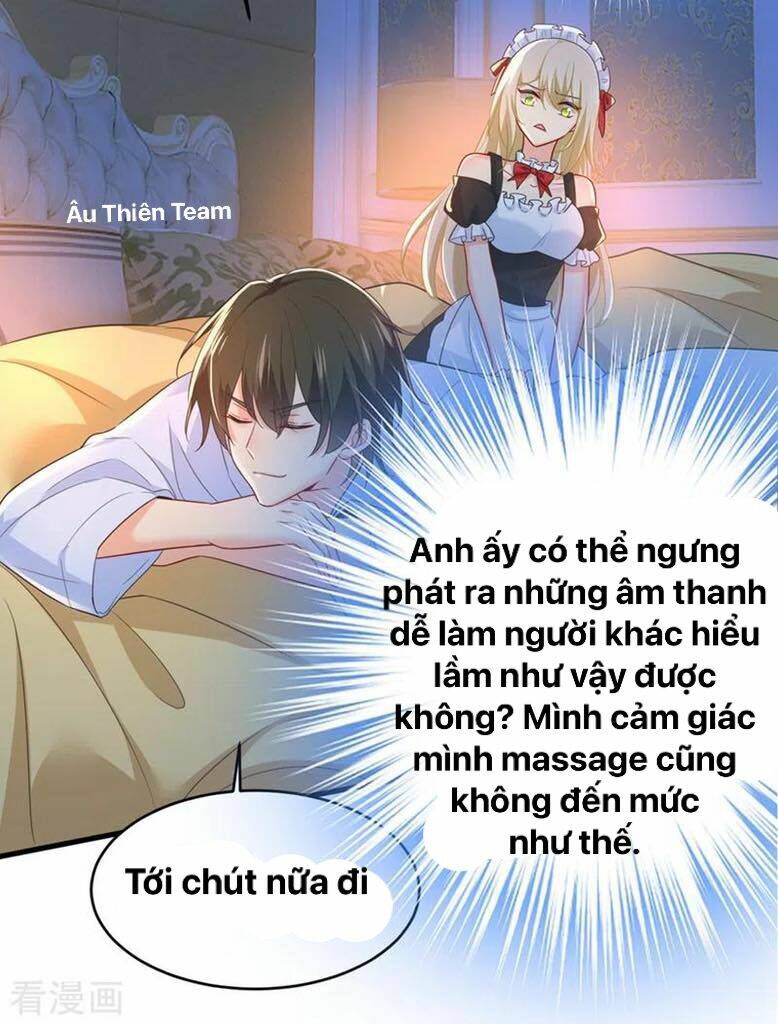 Âu Thiên Team
Anh ấy có thể ngưng
phát ra những âm thanh
dễ làm người khác hiểu
lầm như vậy được
không? Mình cảm giác
mình massage cũng
không đến mức
như thế.
Tới chút nữa đi
看漫画